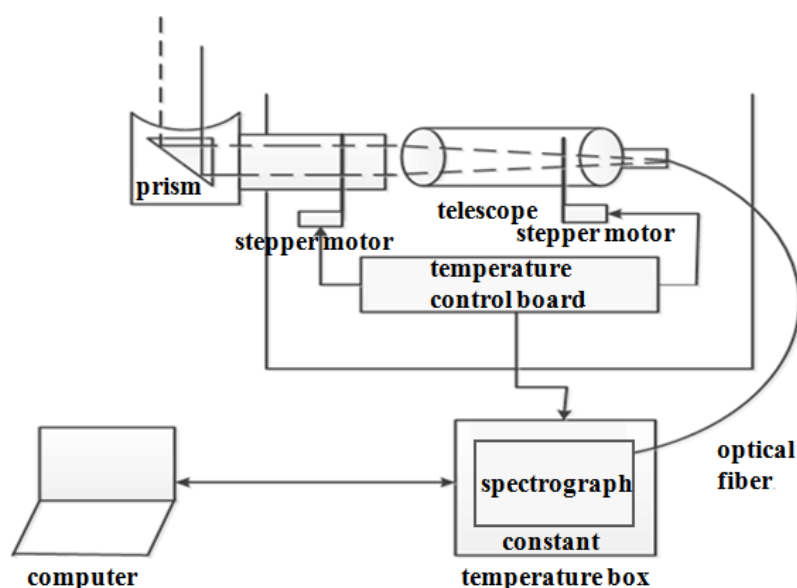 prism
telescope
stepper motor
stepper motor
temperature
control board
optical
fiber
spectrograph
constant
temperature box
computer